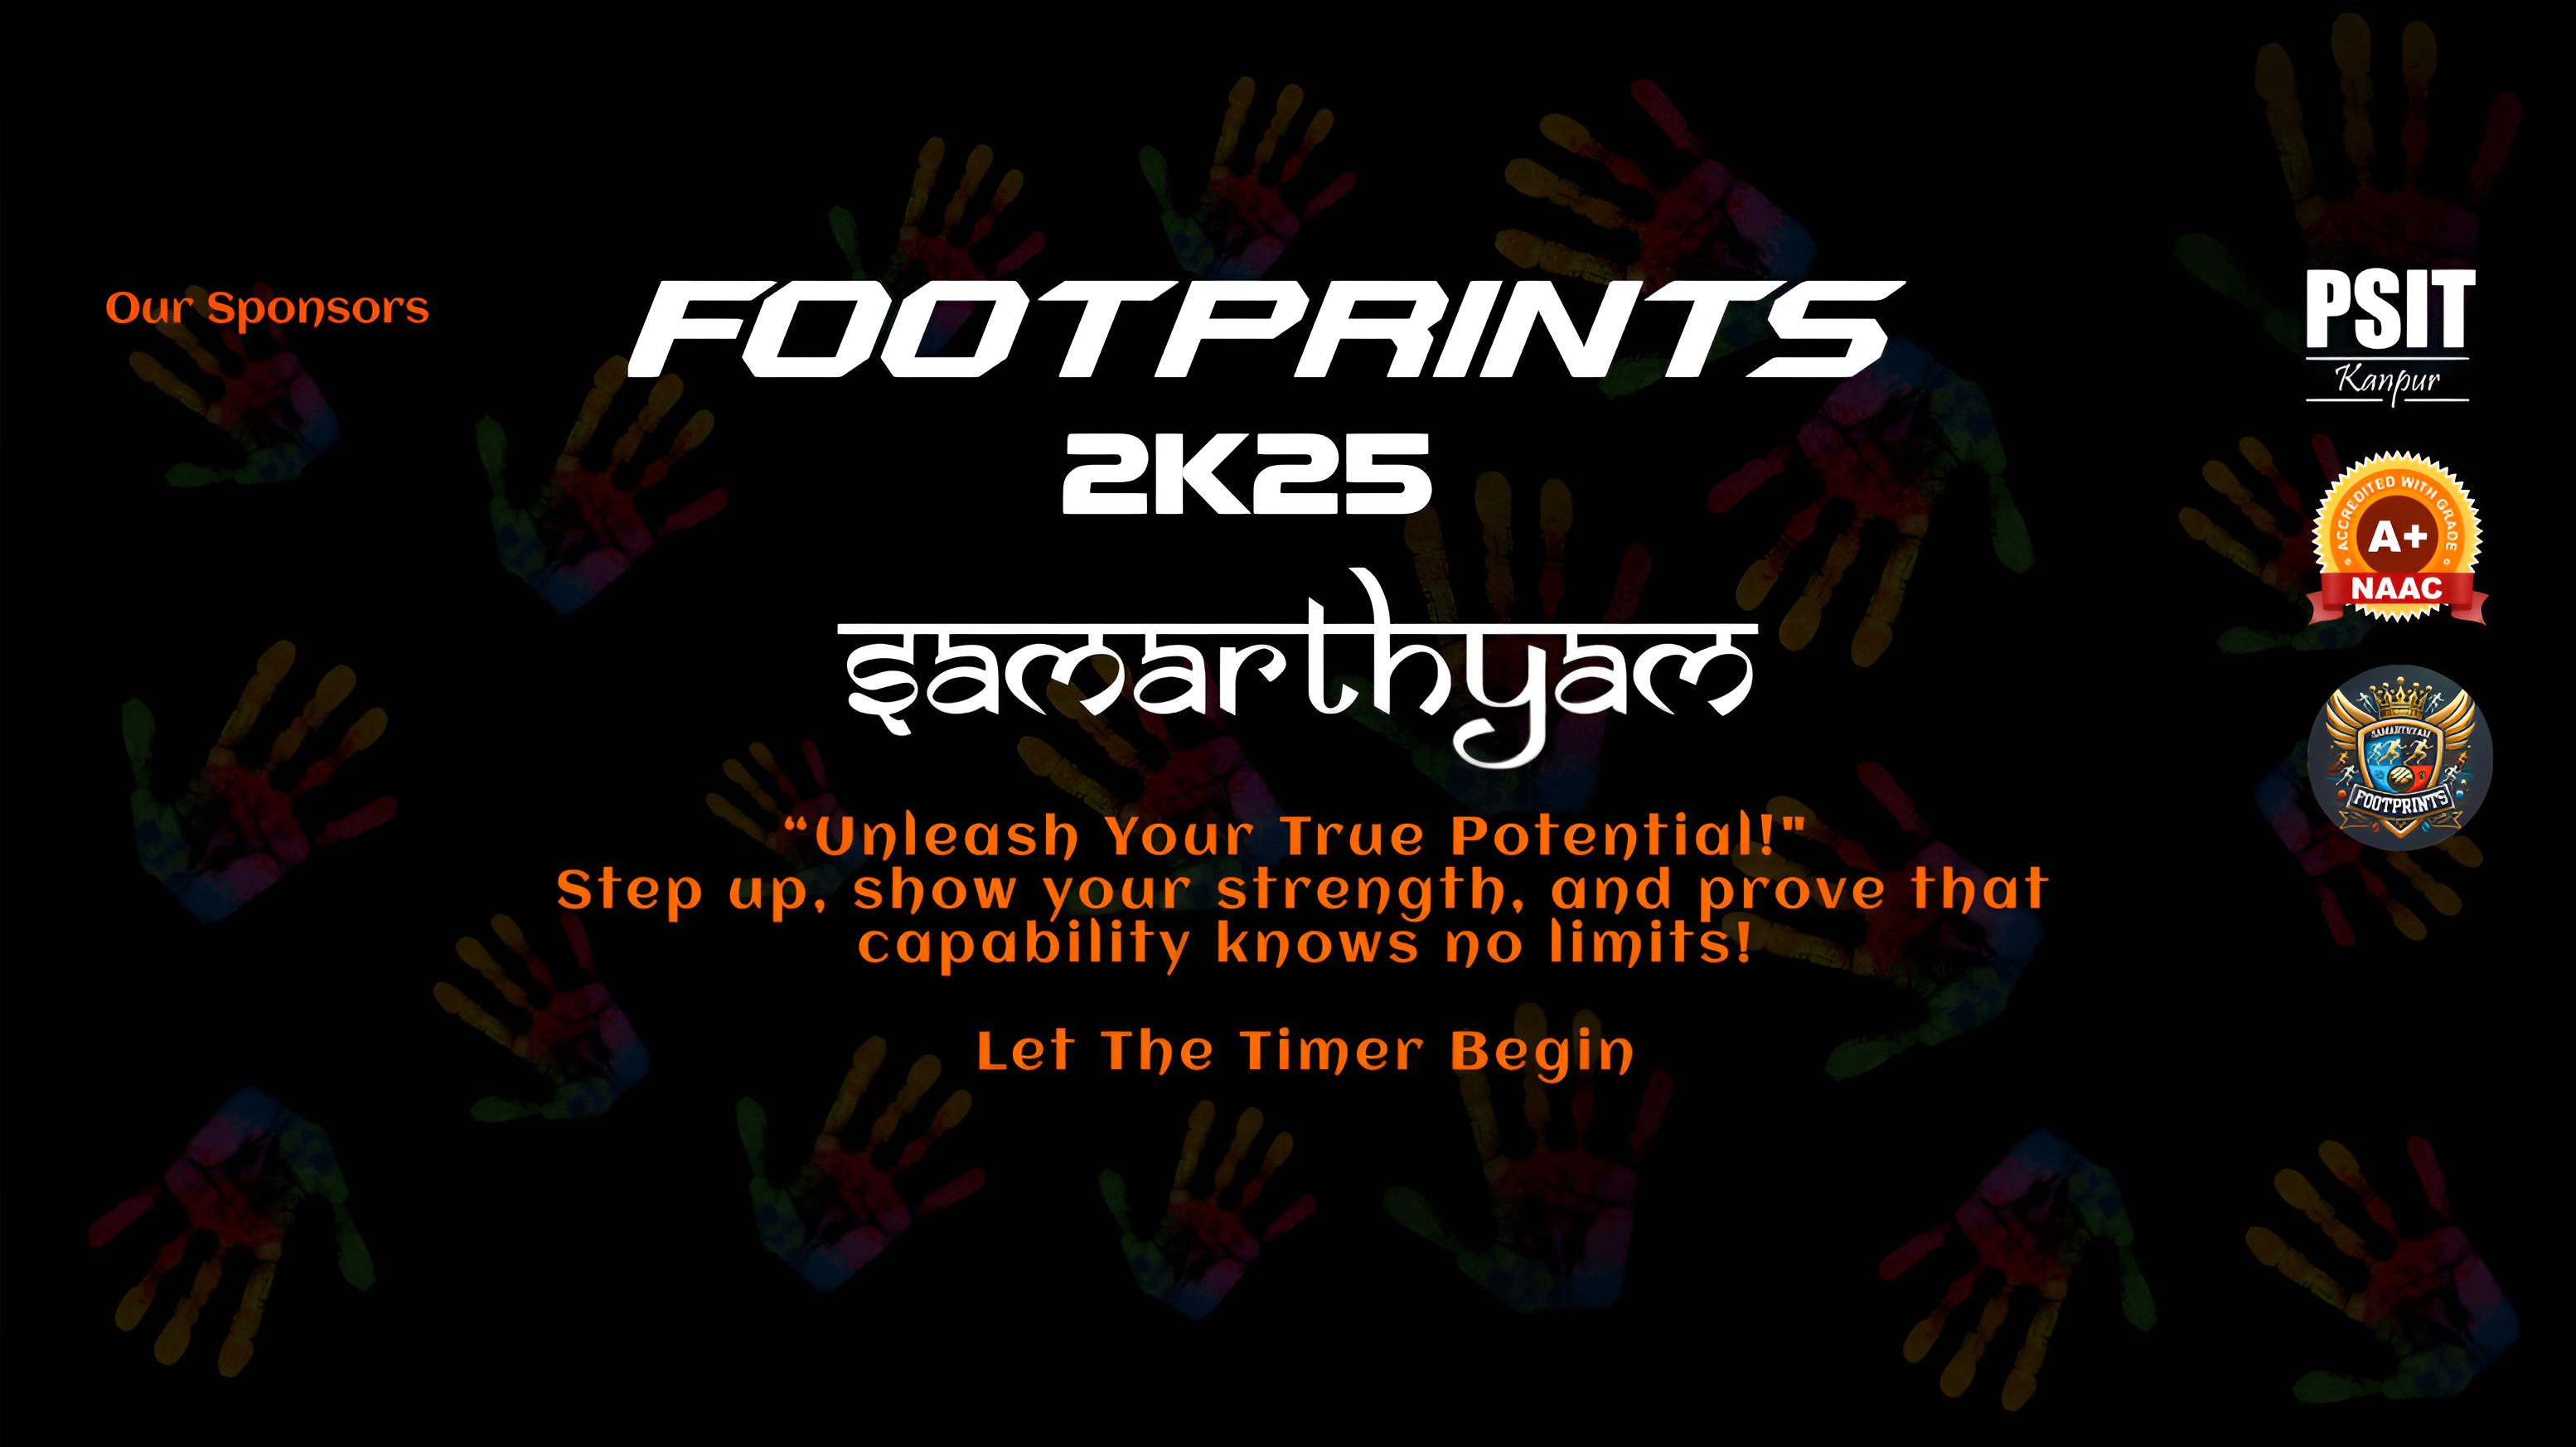 Our Sponsors
FOOTPRINTS
2K25
samarthyam
“Unleash Your True Potential!"
Step up, show your strength, and prove that
capability knows no limits!
Let The Timer Begin
PSIT
Kanpur
ACCREDITED WITH GRADE
A+
NAAC
SAMARTHYAM
FOOTPRINTS